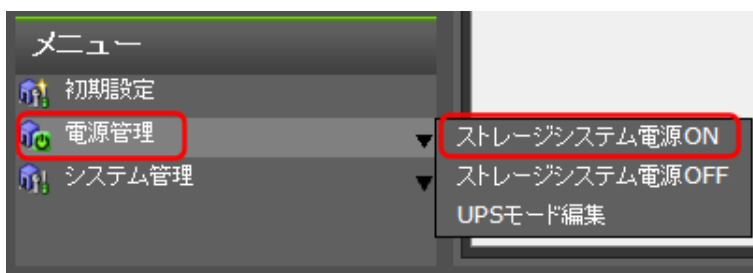 メニュー
初期設定
電源管理
システム管理
ストレージシステム電源ON
ストレージシステム電源OFF
UPSモード編集